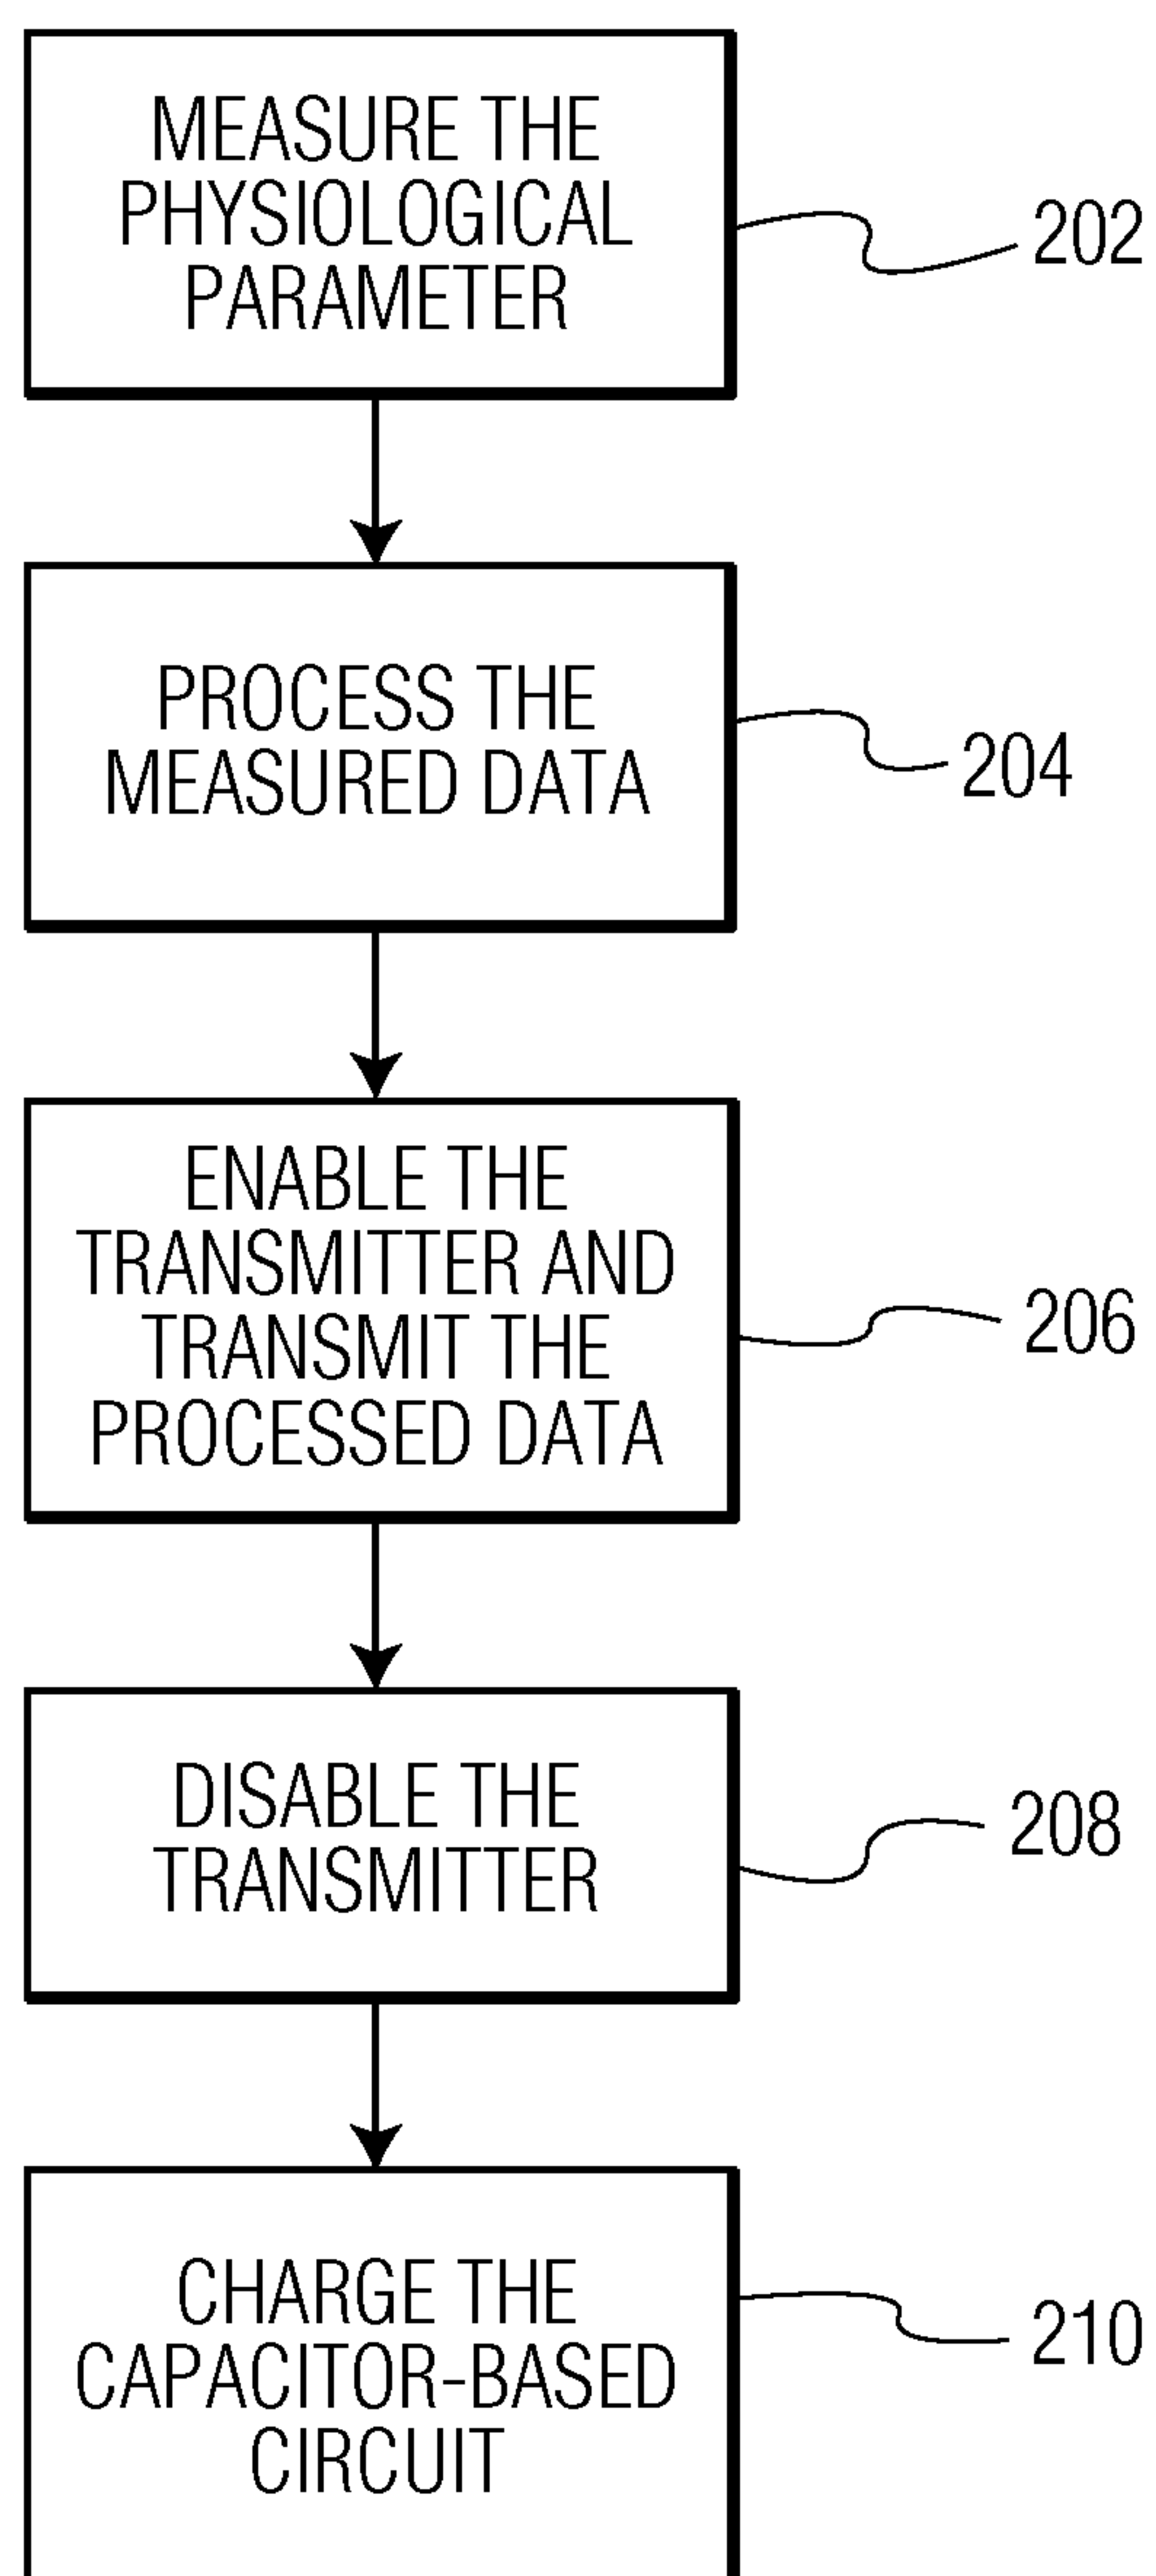 MEASURE THE
PHYSIOLOGICAL
PARAMETER
202
PROCESS THE
MEASURED DATA
204
ENABLE THE
TRANSMITTER AND
TRANSMIT THE
PROCESSED DATA
206
DISABLE THE
TRANSMITTER
208
CHARGE THE
CAPACITOR-BASED
CIRCUIT
210